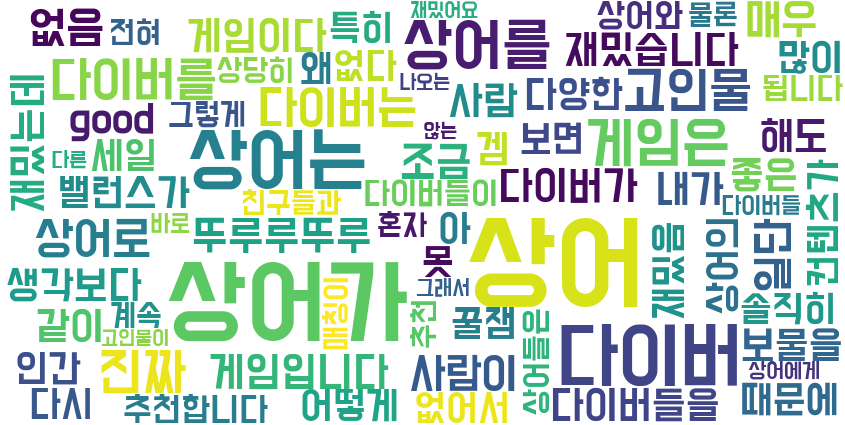 재밌어요
없음 전혀 게임이다 특히 상어를 상어와 물론 매우
다이버를 상당히 왜 없다 나오는 재밌습니다 많이
재밌는데 good 그렇게 다이버는 사람 다양한 고인물 됩니다
다른 세일 상어는 않는 조금 겜 보면 게임은 해도
밸런스가 친구들과 다이버들이 다이버가 내가 좋은 컨텐츠가
상어로 바로 뚜루루뚜루 혼자 아 상어 다이버들
생각보다 상어가 매칭이 못 그래서 재밌음 상어의 일단
같이 계속 추천 꿀잼 상어들은 다이버 솔직히
고인물이 보물을
인간 진짜 게임입니다 사람이 상어에게
다시 추천합니다 어떻게 없어서 다이버들을 때문에